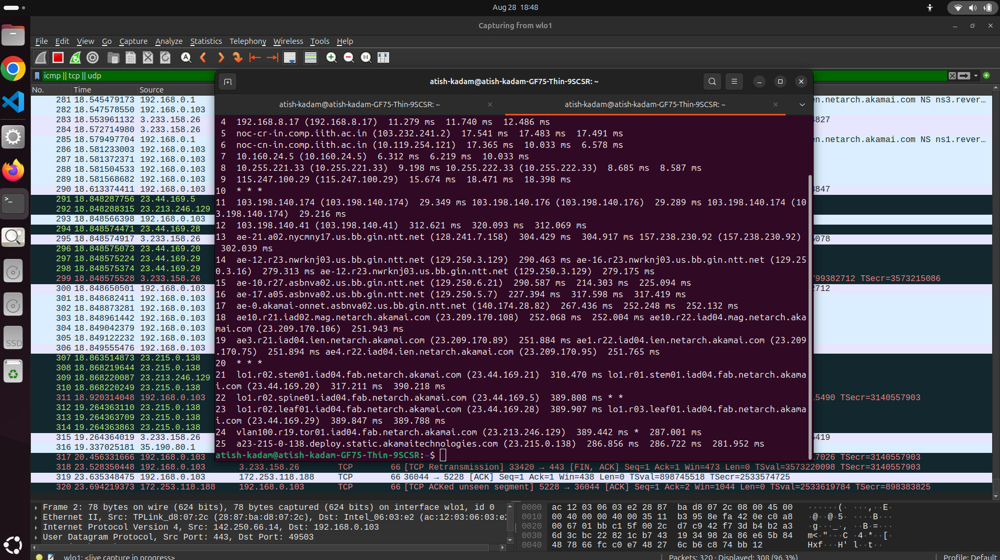 Aug 28 18:48
Capturing from wlo1
File Edit View Go Capture Analyze Statistics Telephony Wireless Tools Help
icmp || tcp || udp
atish-kadam@atish-kadam-GF75-Thin-9SCSR: ~
atish-kadam@atish-kadam-GF75-Thin-9SCSR: ~
atish-kadam@atish-kadam-GF75-Thin-9SCSR: ~
No. Time Source
281 18.545479173 192.168.0.1 en.netarch.akamai.com NS ns3.rever…
282 18.547578550 192.168.0.103
283 18.553961132 3.233.158.26 4827
284 18.572714980 3.233.158.26
285 18.579497704 192.168.0.1 en.netarch.akamai.com NS ns1.rever…
286 18.581233003 192.168.0.103
287 18.581372371 192.168.0.103
288 18.581504533 192.168.0.103
289 18.581568682 192.168.0.103
290 18.613374411 192.168.0.103 3847
291 18.848287756 23.44.169.5
292 18.848288315 23.213.246.129
293 18.848566398 192.168.0.103
294 18.848574471 23.44.169.28
295 18.848574917 3.233.158.26 5078
296 18.848575073 23.44.169.20
297 18.848575224 23.44.169.29
298 18.848575374 23.44.169.29
299 18.848575528 3.233.158.26 799382712 TSecr=3573215086
300 18.848650501 192.168.0.103 2712
301 18.848682411 192.168.0.103
302 18.848873281 192.168.0.103
303 18.848961442 192.168.0.103
304 18.849042379 192.168.0.103
305 18.849122232 192.168.0.103
306 18.849555476 192.168.0.103
307 18.863514873 23.215.0.138
308 18.868219644 23.215.0.138
309 18.868220087 23.213.246.129
310 18.868220249 23.215.0.138
311 18.920314048 192.168.0.103 15490 TSecr=3140557903
312 19.264363110 23.215.0.138
313 19.264363709 23.215.0.138
314 19.264363863 23.215.0.138
315 19.264364019 3.233.158.26 5419
316 19.337025181 35.190.80.1
317 20.456331666 192.168.0.103 17026 TSecr=3140557903
318 23.528350448 192.168.0.103 3.233.158.26 TCP 66 [TCP Retransmission] 33420 → 443 [FIN, ACK] Seq=1 Ack=1 Win=473 Len=0 TSval=3573220098 TSecr=3140557903
319 23.635348475 192.168.0.103 172.253.118.188 TCP 66 36044 → 5228 [ACK] Seq=1 Ack=1 Win=438 Len=0 TSval=898745518 TSecr=2533574725
320 23.694219373 172.253.118.188 192.168.0.103 TCP 66 [TCP ACKed unseen segment] 5228 → 36044 [ACK] Seq=1 Ack=2 Win=1044 Len=0 TSval=2533619784 TSecr=898383825
4 192.168.8.17 (192.168.8.17) 11.279 ms 11.740 ms 12.486 ms
5 noc-cr-in.comp.iith.ac.in (103.232.241.2) 17.541 ms 17.483 ms 17.491 ms
6 noc-cn-in.comp.iith.ac.in (10.119.254.121) 17.365 ms 10.033 ms 6.578 ms
7 10.160.24.5 (10.160.24.5) 6.312 ms 6.219 ms 10.033 ms
8 10.255.221.33 (10.255.221.33) 9.198 ms 10.255.222.33 (10.255.222.33) 8.685 ms 8.587 ms
9 115.247.100.29 (115.247.100.29) 15.674 ms 18.471 ms 18.398 ms
10 * * *
11 103.198.140.174 (103.198.140.174) 29.349 ms 103.198.140.176 (103.198.140.176) 29.289 ms 103.198.140.174 (10
3.198.140.174) 29.216 ms
12 103.198.140.41 (103.198.140.41) 312.621 ms 320.093 ms 312.069 ms
13 ae-21.a02.nycmny17.us.bb.gin.ntt.net (128.241.7.158) 304.429 ms 304.917 ms 157.238.230.92 (157.238.230.92)
302.039 ms
14 ae-12.r23.nwrknj03.us.bb.gin.ntt.net (129.250.3.129) 290.463 ms ae-16.r23.nwrknj03.us.bb.gin.ntt.net (129.25
0.3.16) 279.313 ms ae-12.r23.nwrknj03.us.bb.gin.ntt.net (129.250.3.129) 279.175 ms
15 ae-10.r27.asbnva02.us.bb.gin.ntt.net (129.250.6.21) 290.587 ms 214.303 ms 225.094 ms
16 ae-17.a05.asbnva02.us.bb.gin.ntt.net (129.250.5.7) 227.394 ms 317.598 ms 317.419 ms
17 ae-0.akamai-onnet.asbnva02.us.bb.gin.ntt.net (140.174.28.82) 267.436 ms 252.248 ms 252.132 ms
18 ae10.r21.iad02.mag.netarch.akamai.com (23.209.170.108) 252.068 ms 252.004 ms ae10.r22.iad04.mag.netarch.aka
mai.com (23.209.170.106) 251.943 ms
19 ae3.r21.iad04.ien.netarch.akamai.com (23.209.170.89) 251.884 ms ae1.r22.iad04.ien.netarch.akamai.com (23.209
.170.75) 251.894 ms ae4.r22.iad04.ien.netarch.akamai.com (23.209.170.95) 251.765 ms
20 * * *
21 lo1.r02.stem01.iad04.fab.netarch.akamai.com (23.44.169.21) 310.470 ms lo1.r01.stem01.iad04.fab.netarch.akama
i.com (23.44.169.20) 317.211 ms 390.218 ms
22 lo1.r02.spine01.iad04.fab.netarch.akamai.com (23.44.169.5) 389.808 ms * *
23 lo1.r02.leaf01.iad04.fab.netarch.akamai.com (23.44.169.28) 389.907 ms lo1.r03.leaf01.iad04.fab.netarch.akama
i.com (23.44.169.29) 389.847 ms 389.788 ms
24 vlan100.r19.tor01.iad04.fab.netarch.akamai.com (23.213.246.129) 389.442 ms * 287.001 ms
25 a23-215-0-138.deploy.static.akamaitechnologies.com (23.215.0.138) 286.856 ms 286.722 ms 281.952 ms
atish-kadam@atish-kadam-GF75-Thin-9SCSR:~$
SSD
Frame 2: 78 bytes on wire (624 bits), 78 bytes captured (624 bits) on interface wlo1, id 0
Ethernet II, Src: TPLink_d8:07:2c (28:87:ba:d8:07:2c), Dst: Intel_06:03:e2 (ac:12:03:06:03:e2
Internet Protocol Version 4, Src: 142.250.66.14, Dst: 192.168.0.103
User Datagram Protocol, Src Port: 443, Dst Port: 49503
0000 ac 12 03 06 03 e2 28 87 ba d8 07 2c 08 00 45 00 ······(· ···,··E·
0010 00 40 00 00 40 00 35 11 b3 95 8e fa 42 0e c0 a8 ·@··@·5· ····B···
0020 00 67 01 bb c1 5f 00 2c d7 c9 42 f7 3d b4 b2 a3 ·g···_·, ··B·=···
0030 6d 3c bc 22 82 1c b7 43 19 34 98 2a 86 e6 5b 84 m<·"···C ·4·*··[·
0040 48 78 66 fc c0 e7 48 27 6c b6 c8 74 bb 12 Hxf···H' l··t··
wlo1: <live capture in progress>
Packets: 320 · Displayed: 308 (96.3%)
Profile: Default